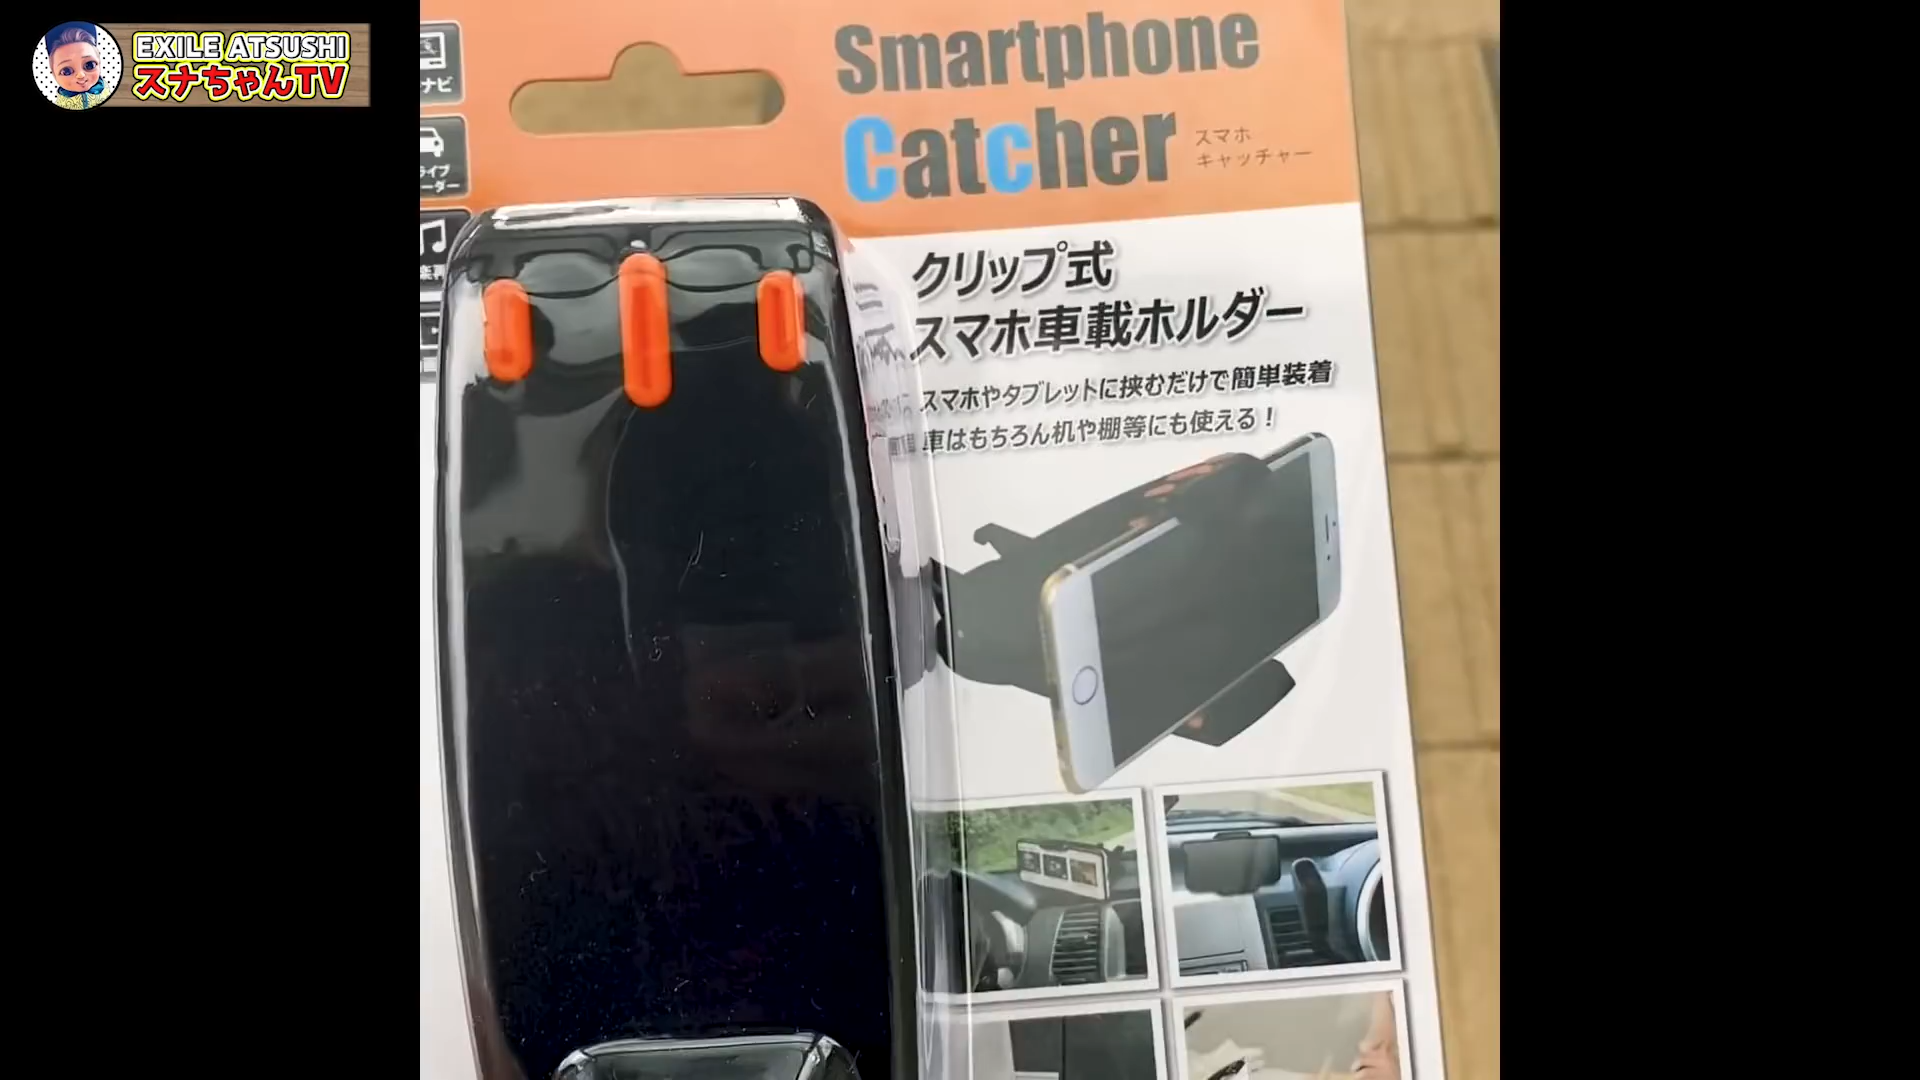 EXILE ATSUSHI
スナちゃんTV
ナビ
Smartphone
Catcher
スマホ
キャッチャー
クリップ式
スマホ車載ホルダー
スマホやタブレットに挟むだけで簡単装着
車はもちろん机や棚等にも使える!